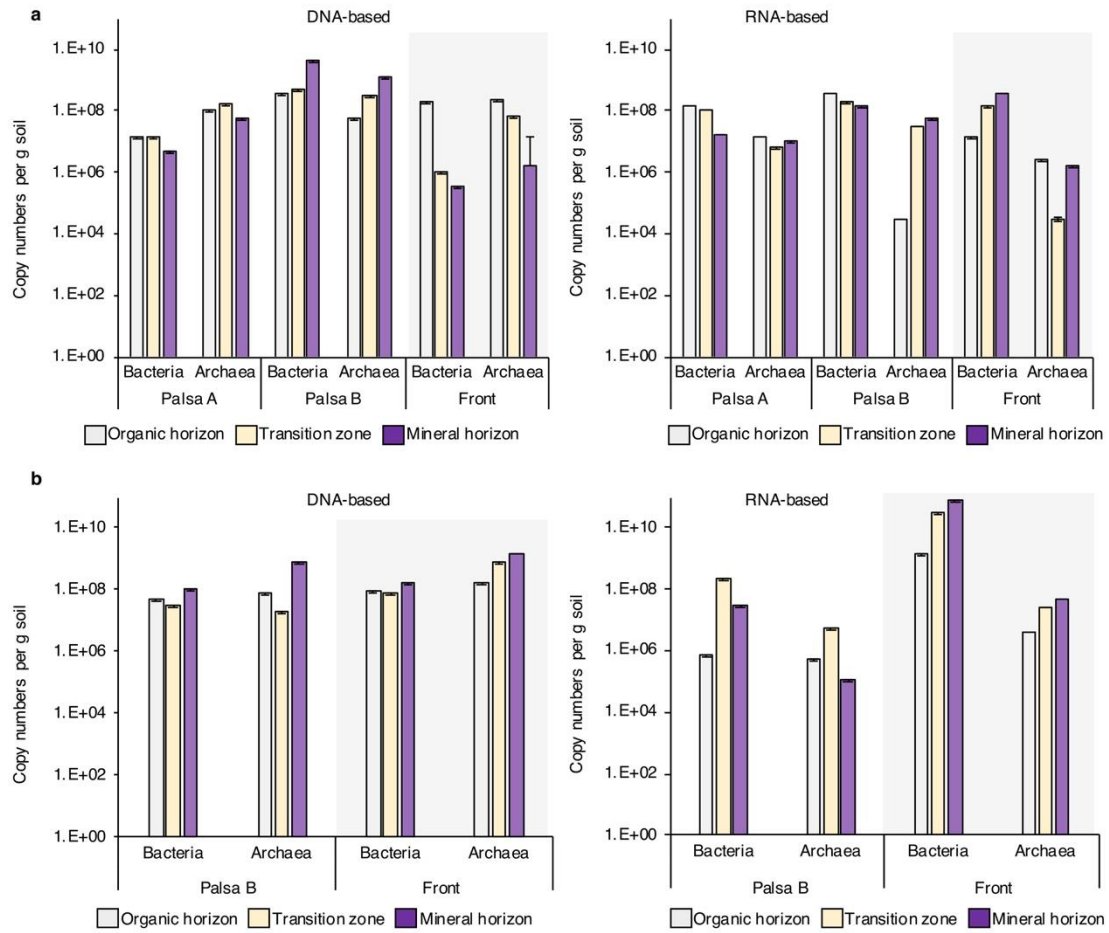 a
DNA-based
Copy numbers per g soil
1.E+10
1.E+08
1.E+06
1.E+04
1.E+02
1.E+00
Bacteria Archaea Bacteria Archaea Bacteria Archaea
Palsa A Palsa B Front
Organic horizon Transition zone Mineral horizon
RNA-based
Copy numbers per g soil
1.E+10
1.E+08
1.E+06
1.E+04
1.E+02
1.E+00
Bacteria Archaea Bacteria Archaea Bacteria Archaea
Palsa A Palsa B Front
Organic horizon Transition zone Mineral horizon
b
DNA-based
Copy numbers per g soil
1.E+10
1.E+08
1.E+06
1.E+04
1.E+02
1.E+00
Bacteria Archaea Bacteria Archaea
Palsa B Front
Organic horizon Transition zone Mineral horizon
RNA-based
Copy numbers per g soil
1.E+10
1.E+08
1.E+06
1.E+04
1.E+02
1.E+00
Bacteria Archaea Bacteria Archaea
Palsa B Front
Organic horizon Transition zone Mineral horizon